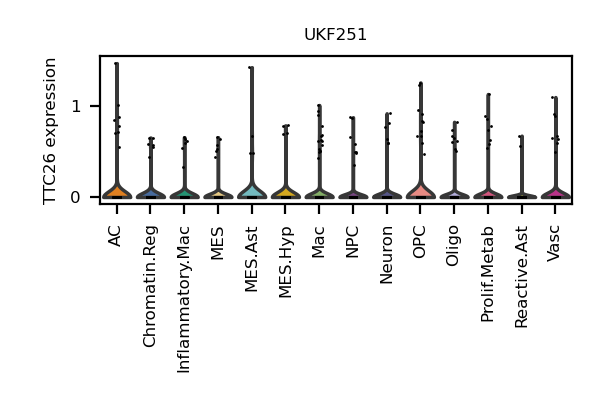 UKF251
TTC26 expression
1
0
AC
Chromatin.Reg
Inflammatory.Mac
MES
MES.Ast
MES.Hyp
Mac
NPC
Neuron
OPC
Oligo
Prolif.Metab
Reactive.Ast
Vasc